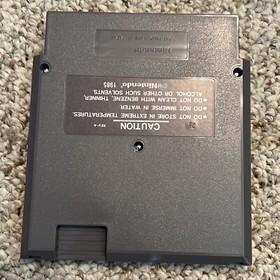 CAUTION
REV-A
● DO NOT STORE IN EXTREME TEMPERATURES.
● DO NOT IMMERSE IN WATER.
● DO NOT CLEAN WITH BENZENE, THINNER,
ALCOHOL OR OTHER SUCH SOLVENTS.
©Nintendo® 1985
Nintendo